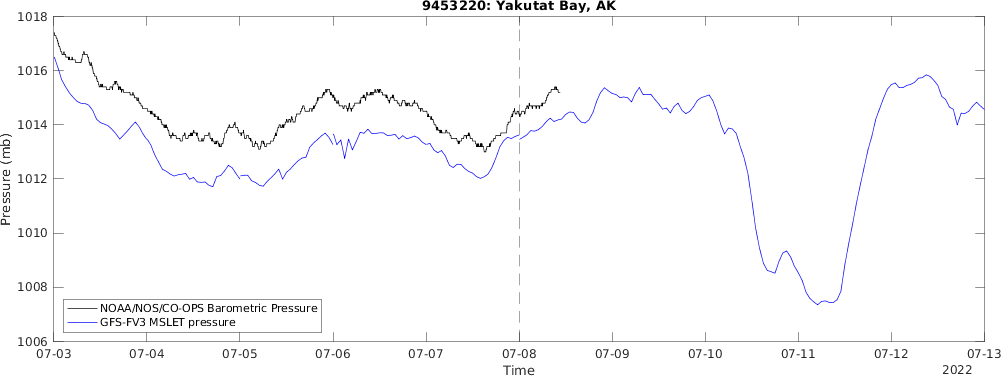 9453220: Yakutat Bay, AK
Pressure (mb)
1018
1016
1014
1012
1010
1008
1006
NOAA/NOS/CO-OPS Barometric Pressure
GFS-FV3 MSLET pressure
07-03 07-04 07-05 07-06 07-07 07-08 07-09 07-10 07-11 07-12 07-13
Time
2022